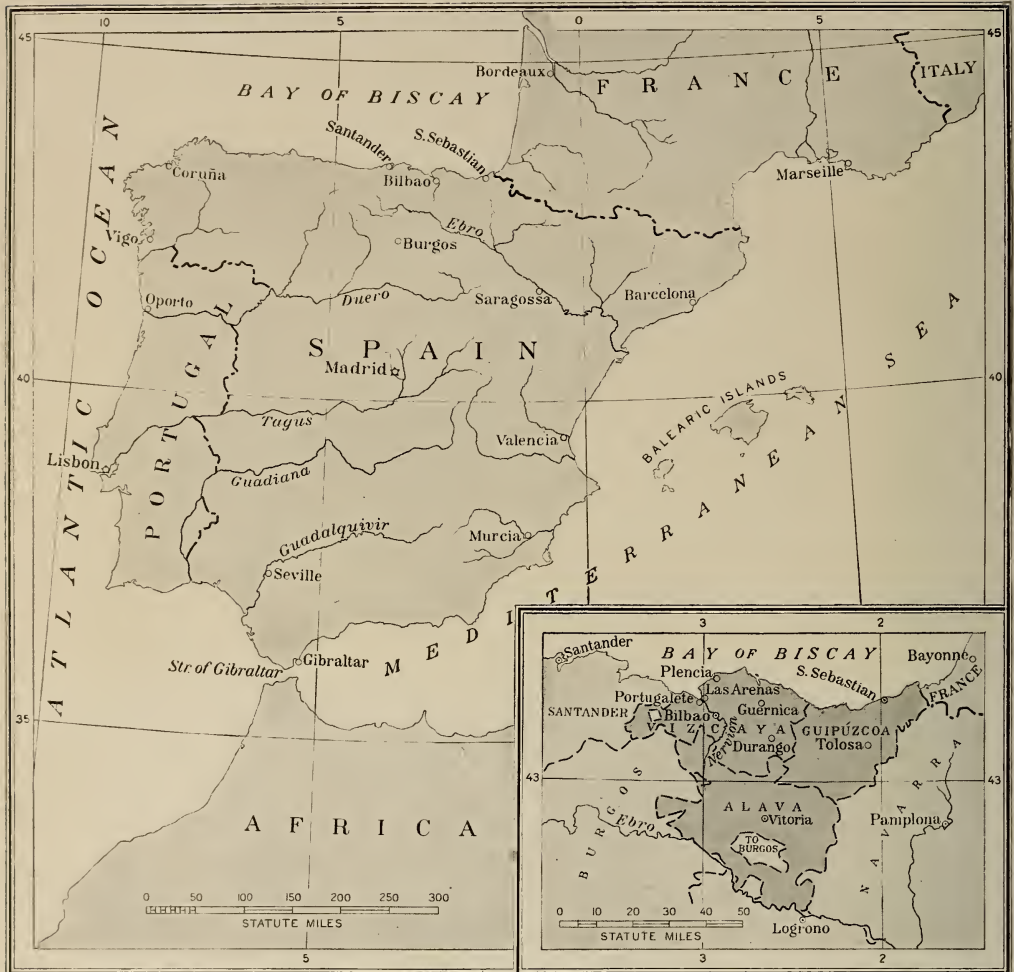 10
5
0
5
45
45
Bordeaux
F R A N C E
ITALY
BAY OF BISCAY
Santander
S. Sebastian
Coruña
Bilbao
Marseille
Vigo
Ebro
Burgos
Oporto
Duero
Saragossa
Barcelona
SPAIN
Madrid
PORTUGAL
40
40
Tagus
BALEARIC ISLANDS
Valencia
Lisbon
Guadiana
Guadalquivir
Murcia
Seville
ATLANTIC OCEAN
MEDITERRANEAN SEA
Str. of Gibraltar
Gibraltar
35
AFRICA
0 50 100 150 200 250 300
STATUTE MILES
5
3
2
Santander
BAY OF BISCAY
Bayonne
Plencia
S. Sebastian
FRANCE
Portugalete
Las Arenas
SANTANDER
Bilbao
Guernica
VIZCAYA
GUIPÚZCOA
Nervion
Durango
Tolosa
43
43
BURGOS
NAVARRA
ALAVA
Ebro
Vitoria
Pamplona
TO
BURGOS
0 10 20 30 40 50
STATUTE MILES
Logrono
3
2